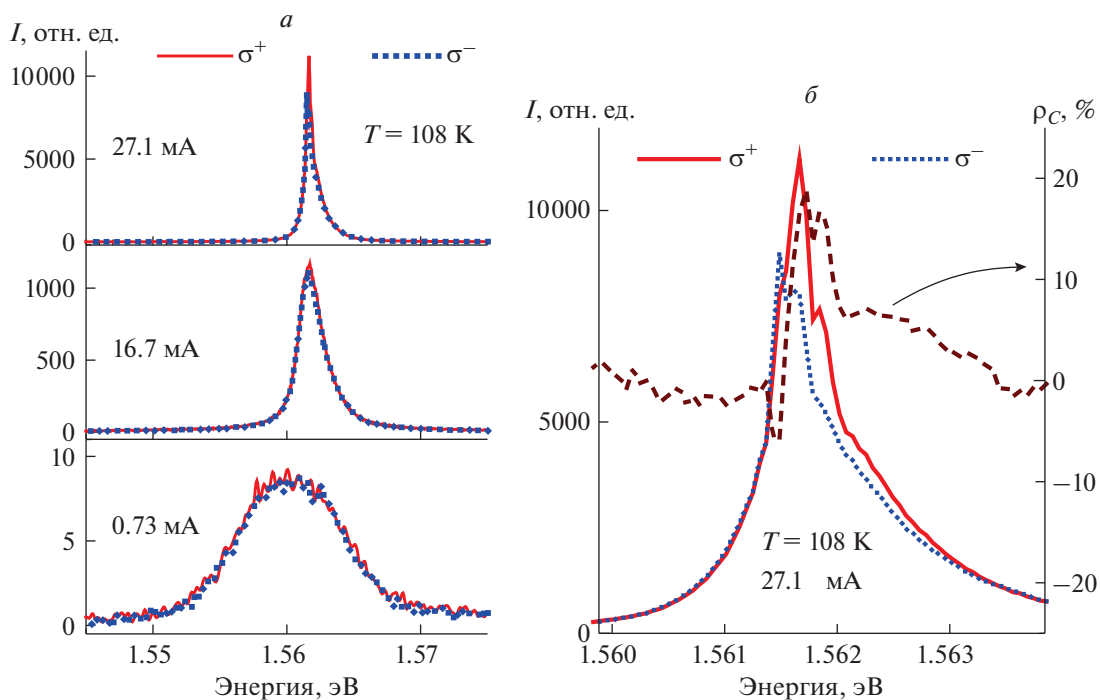 а
I, отн. ед.
σ⁺ σ⁻
10000
27.1 мА
T = 108 K
5000
0
1000
16.7 мА
500
0
10
0.73 мА
5
0
1.55 1.56 1.57
Энергия, эВ
б
I, отн. ед. ρC, %
σ⁺ σ⁻
20
10000
10
0
5000
−10
T = 108 K
27.1 мА
−20
0
1.560 1.561 1.562 1.563
Энергия, эВ